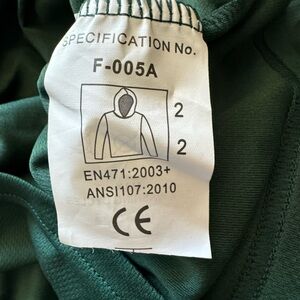 SPECIFICATION No.
F-005A
2
2
EN471:2003+
ANSI107:2010
CE